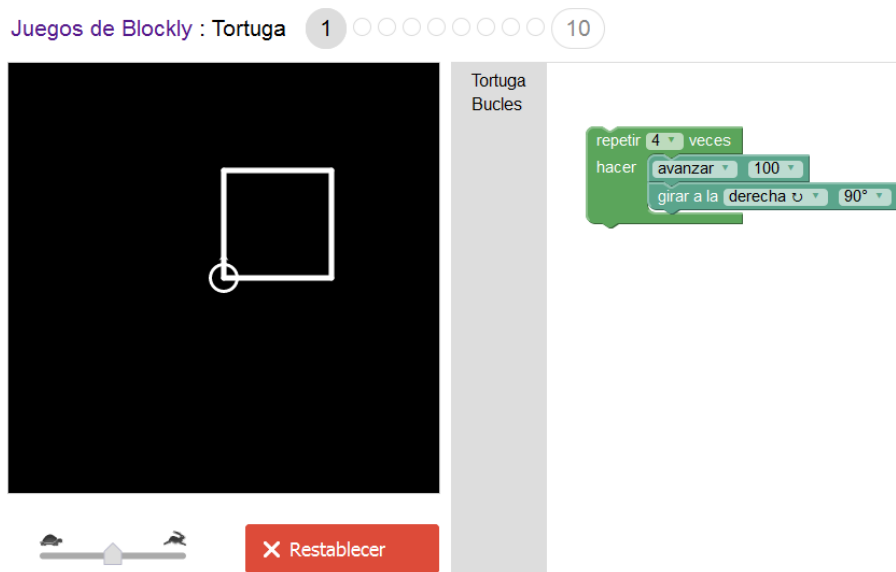 Juegos de Blockly : Tortuga 1 10
Tortuga
Bucles
repetir 4 veces
hacer avanzar 100
girar a la derecha ↻ 90°
Restablecer